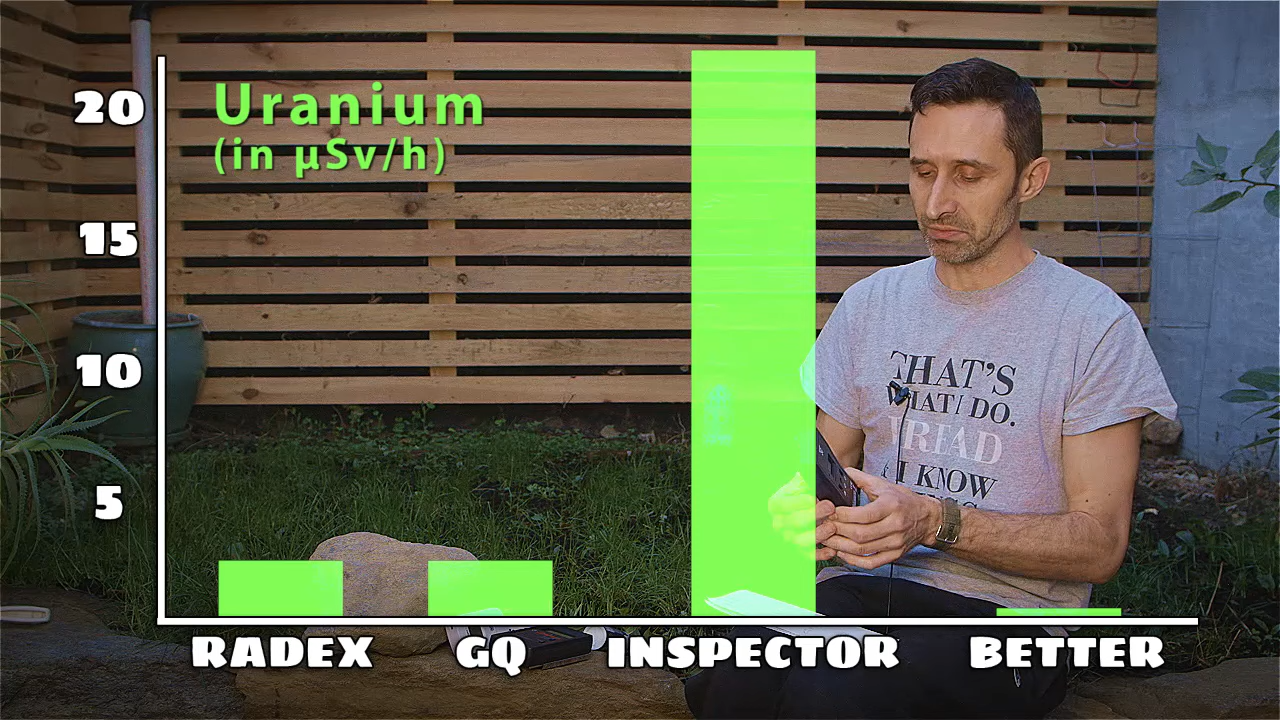 20
Uranium
(in µSv/h)
15
10
5
THAT'S
WHAT I DO.
I READ
& I KNOW
RADEX GQ INSPECTOR BETTER